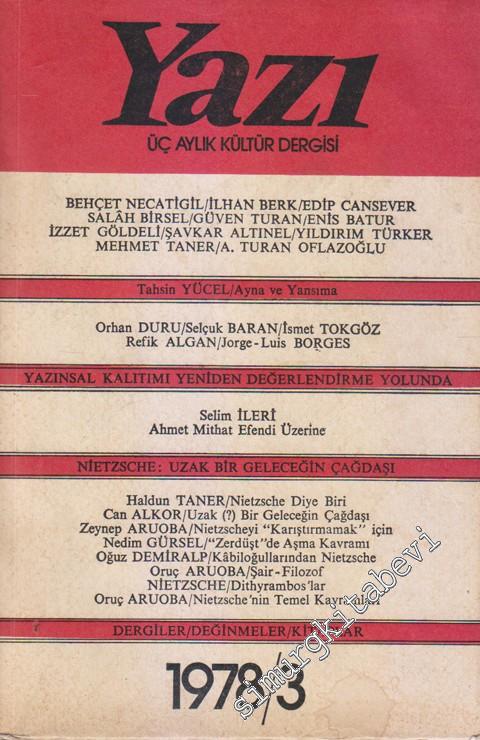 Yazı
ÜÇ AYLIK KÜLTÜR DERGİSİ
BEHÇET NECATİGİL/İLHAN BERK/EDİP CANSEVER
SALÂH BİRSEL/GÜVEN TURAN/ENİS BATUR
İZZET GÖLDELİ/ŞAVKAR ALTINEL/YILDIRIM TÜRKER
MEHMET TANER/A. TURAN OFLAZOĞLU
Tahsin YÜCEL/Ayna ve Yansıma
Orhan DURU/Selçuk BARAN/İsmet TOKGÖZ
Refik ALGAN/Jorge-Luis BORGES
YAZINSAL KALITIMI YENİDEN DEĞERLENDİRME YOLUNDA
Selim İLERİ
Ahmet Mithat Efendi Üzerine
NIETZSCHE: UZAK BİR GELECEĞİN ÇAĞDAŞI
Haldun TANER/Nietzsche Diye Biri
Can ALKOR/Uzak (?) Bir Geleceğin Çağdaşı
Zeynep ARUOBA/Nietzscheyi “Karıştırmamak” için
Nedim GÜRSEL/“Zerdüşt”de Aşma Kavramı
Oğuz DEMİRALP/Kâbiloğullarından Nietzsche
Oruç ARUOBA/Şair-Filozof
NIETZSCHE/Dithyrambos'lar
Oruç ARUOBA/Nietzsche'nin Temel Kavramları
DERGİLER/DEĞİNMELER/KİTAPLAR
1978/3
simurgkitabevi